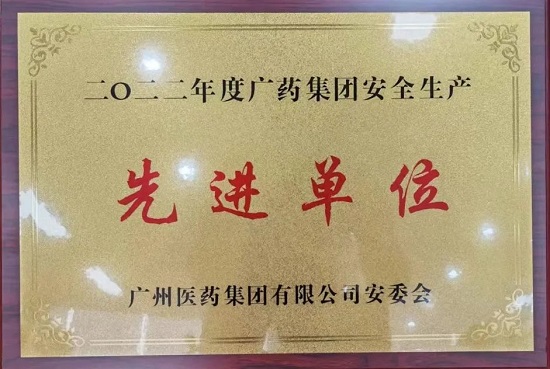 二〇二二年度广药集团安全生产
先进单位
广州医药集团有限公司安委会